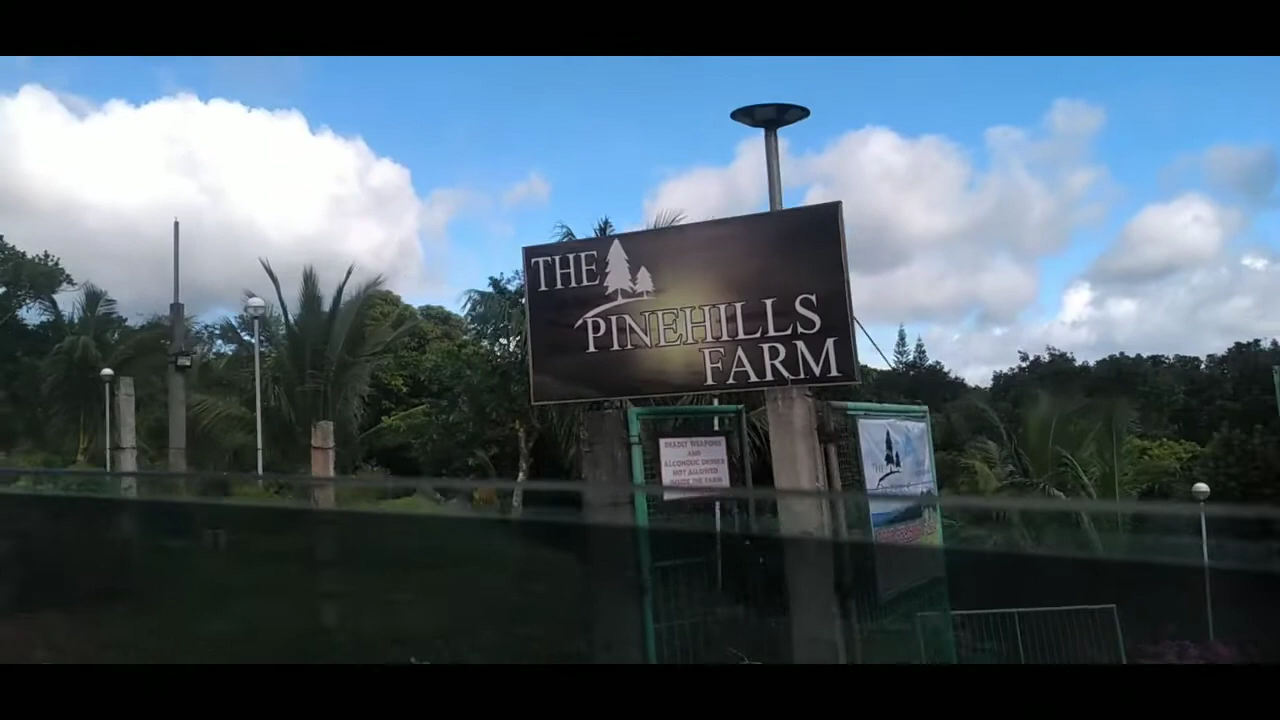 THE
PINEHILLS
FARM
DEADLY WEAPONS
AND
ALCOHOLIC DRINKS
NOT ALLOWED
INSIDE THE FARM